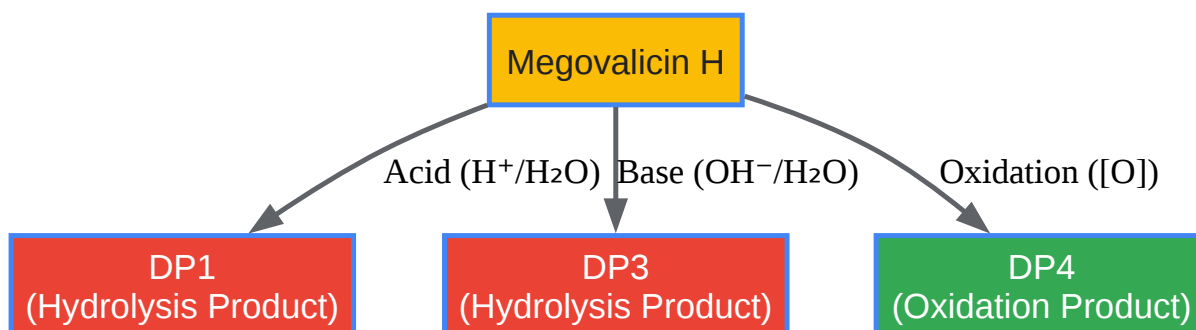 Megovalicin H
Acid (H⁺/H₂O)
Base (OH⁻/H₂O)
Oxidation ([O])
DP1
(Hydrolysis Product)
DP3
(Hydrolysis Product)
DP4
(Oxidation Product)